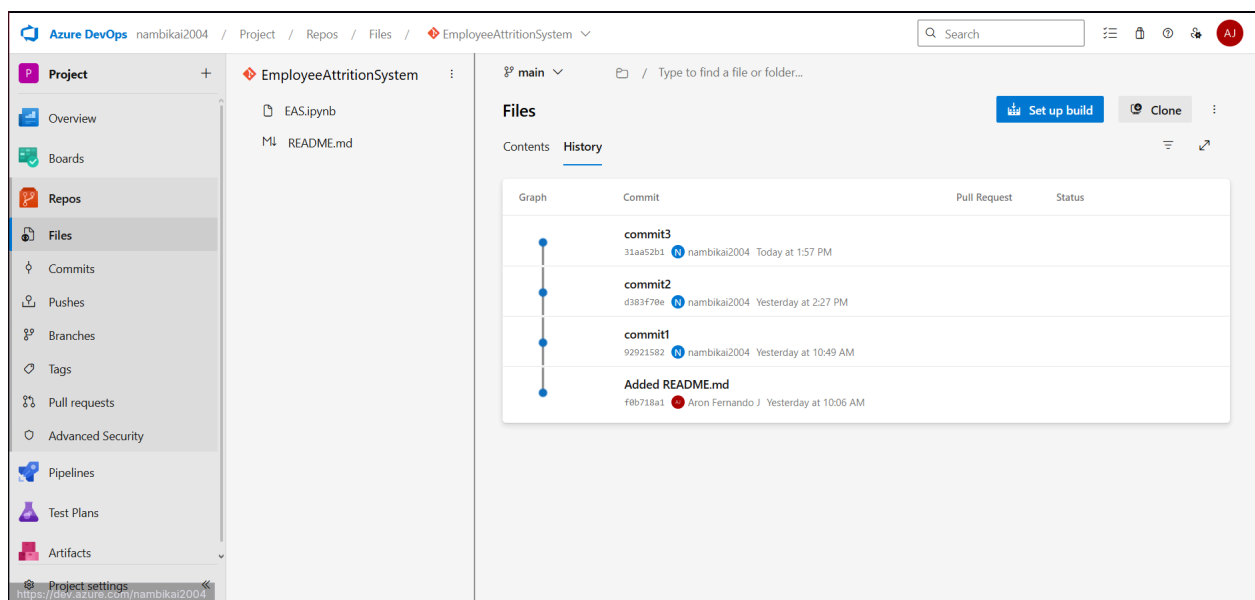 Azure DevOps nambikai2004 / Project / Repos / Files / EmployeeAttritionSystem
Search
AJ
P Project +
Overview
Boards
Repos
Files
Commits
Pushes
Branches
Tags
Pull requests
Advanced Security
Pipelines
Test Plans
Artifacts
Project settings
https://dev.azure.com/nambikai2004
EmployeeAttritionSystem
EAS.ipynb
M↓ README.md
main / Type to find a file or folder...
Files
Set up build Clone
Contents History
Graph Commit Pull Request Status
commit3
31aa52b1 N nambikai2004 Today at 1:57 PM
commit2
d383f70e N nambikai2004 Yesterday at 2:27 PM
commit1
92921582 N nambikai2004 Yesterday at 10:49 AM
Added README.md
f0b718a1 AJ Aron Fernando J Yesterday at 10:06 AM